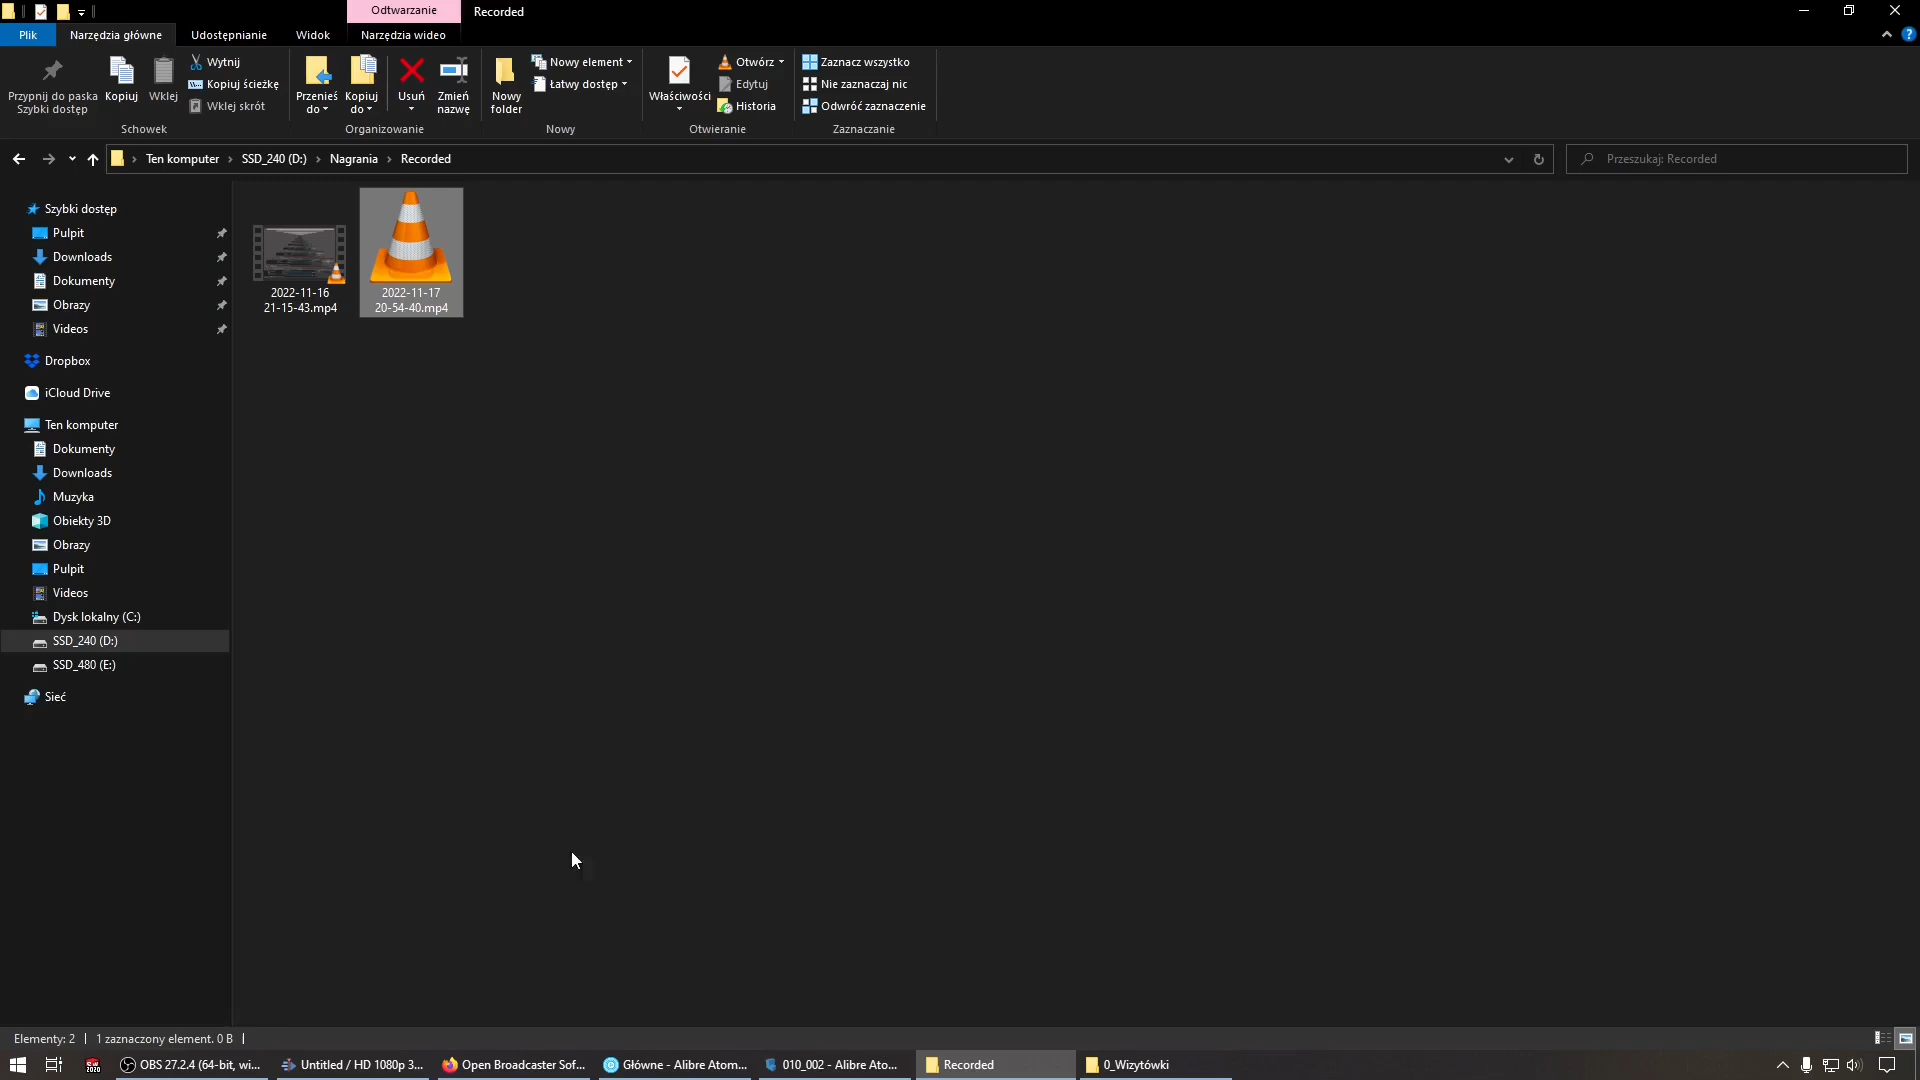 Odtwarzanie
Recorded
Plik
Narzędzia główne
Udostępnianie
Widok
Narzędzia wideo
Przypnij do paska
Szybki dostęp
Kopiuj
Wklej
Wytnij
Kopiuj ścieżkę
Wklej skrót
Schowek
Przenieś
do
Kopiuj
do
Usuń
Zmień
nazwę
Organizowanie
Nowy
folder
Nowy element
Łatwy dostęp
Nowy
Właściwości
Otwórz
Edytuj
Historia
Otwieranie
Zaznacz wszystko
Nie zaznaczaj nic
Odwróć zaznaczenie
Zaznaczanie
Ten komputer
SSD_240 (D:)
Nagrania
Recorded
Przeszukaj: Recorded
Szybki dostęp
Pulpit
Downloads
Dokumenty
Obrazy
Videos
Dropbox
iCloud Drive
Ten komputer
Dokumenty
Downloads
Muzyka
Obiekty 3D
Obrazy
Pulpit
Videos
Dysk lokalny (C:)
SSD_240 (D:)
SSD_480 (E:)
Sieć
2022-11-16
21-15-43.mp4
2022-11-17
20-54-40.mp4
Elementy: 2
1 zaznaczony element. 0 B
2020
OBS 27.2.4 (64-bit, wi...
Untitled / HD 1080p 3...
Open Broadcaster Sof...
Główne - Alibre Atom...
010_002 - Alibre Ato...
Recorded
0_Wizytówki